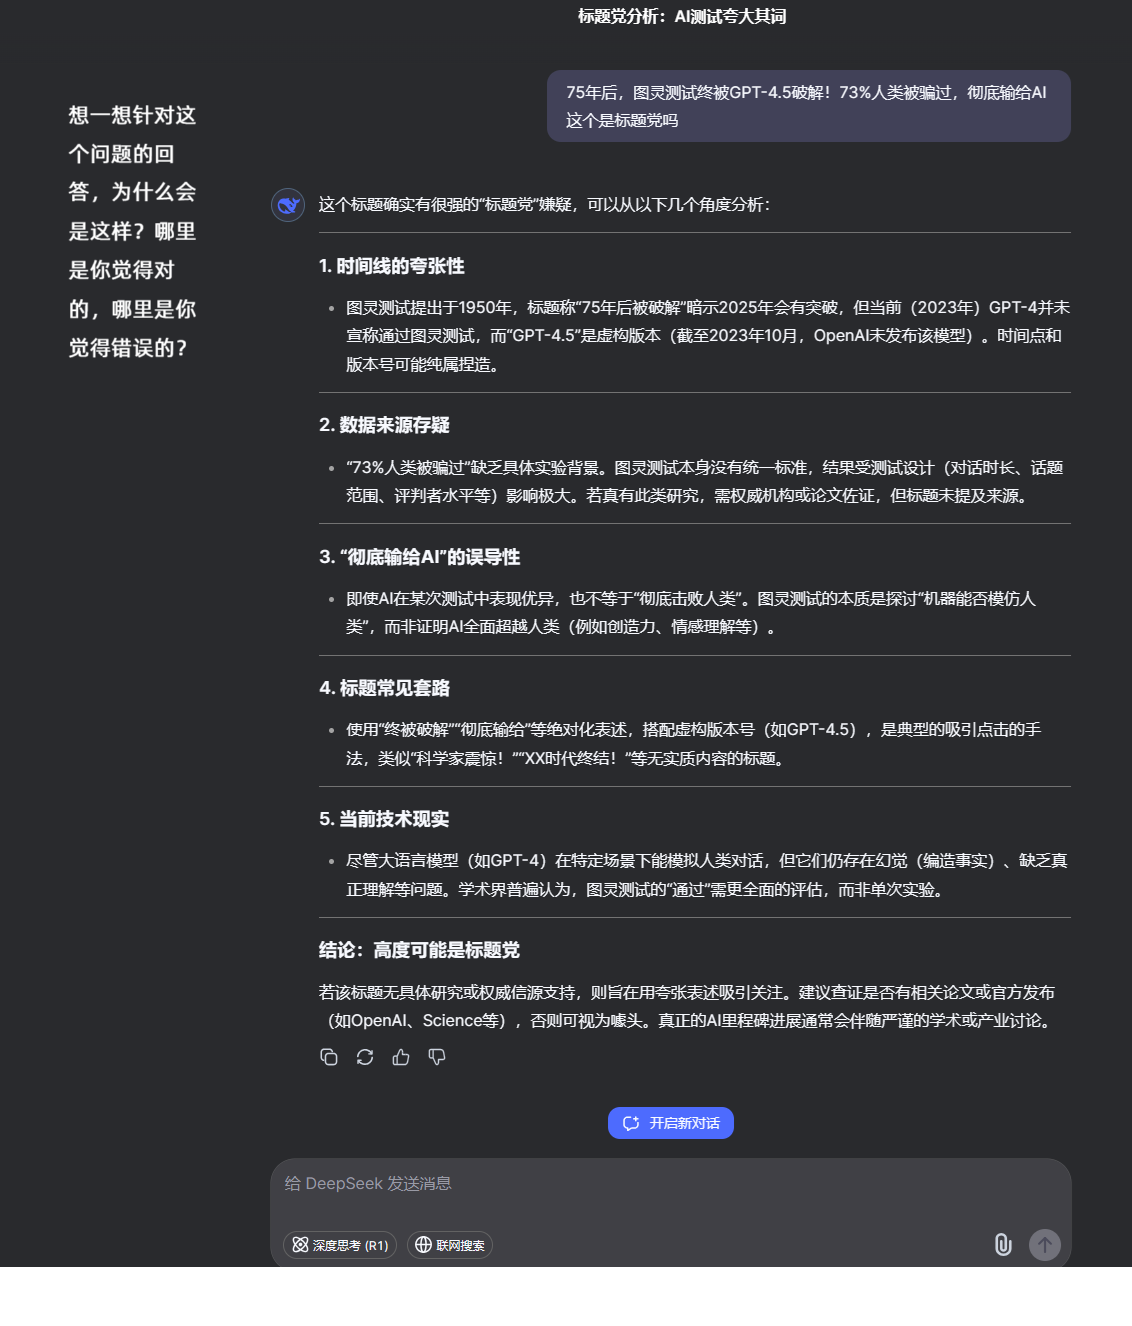 标题党分析：AI测试夸大其词
想一想针对这
个问题的回
答，为什么会
是这样？哪里
是你觉得对
的，哪里是你
觉得错误的？
75年后，图灵测试终被GPT-4.5破解！73%人类被骗过，彻底输给AI
这个是标题党吗
这个标题确实有很强的“标题党”嫌疑，可以从以下几个角度分析：
1. 时间线的夸张性
图灵测试提出于1950年，标题称“75年后被破解”暗示2025年会有突破，但当前（2023年）GPT-4并未
宣称通过图灵测试，而“GPT-4.5”是虚构版本（截至2023年10月，OpenAI未发布该模型）。时间点和
版本号可能纯属捏造。
2. 数据来源存疑
“73%人类被骗过”缺乏具体实验背景。图灵测试本身没有统一标准，结果受测试设计（对话时长、话题
范围、评判者水平等）影响极大。若真有此类研究，需权威机构或论文佐证，但标题未提及来源。
3. “彻底输给AI”的误导性
即使AI在某次测试中表现优异，也不等于“彻底击败人类”。图灵测试的本质是探讨“机器能否模仿人
类”，而非证明AI全面超越人类（例如创造力、情感理解等）。
4. 标题常见套路
使用“终被破解”“彻底输给”等绝对化表述，搭配虚构版本号（如GPT-4.5），是典型的吸引点击的手
法，类似“科学家震惊！”“XX时代终结！”等无实质内容的标题。
5. 当前技术现实
尽管大语言模型（如GPT-4）在特定场景下能模拟人类对话，但它们仍存在幻觉（编造事实）、缺乏真
正理解等问题。学术界普遍认为，图灵测试的“通过”需更全面的评估，而非单次实验。
结论：高度可能是标题党
若该标题无具体研究或权威信源支持，则旨在用夸张表述吸引关注。建议查证是否有相关论文或官方发布
（如OpenAI、Science等），否则可视为噱头。真正的AI里程碑进展通常会伴随严谨的学术或产业讨论。
开启新对话
给 DeepSeek 发送消息
深度思考 (R1)
联网搜索